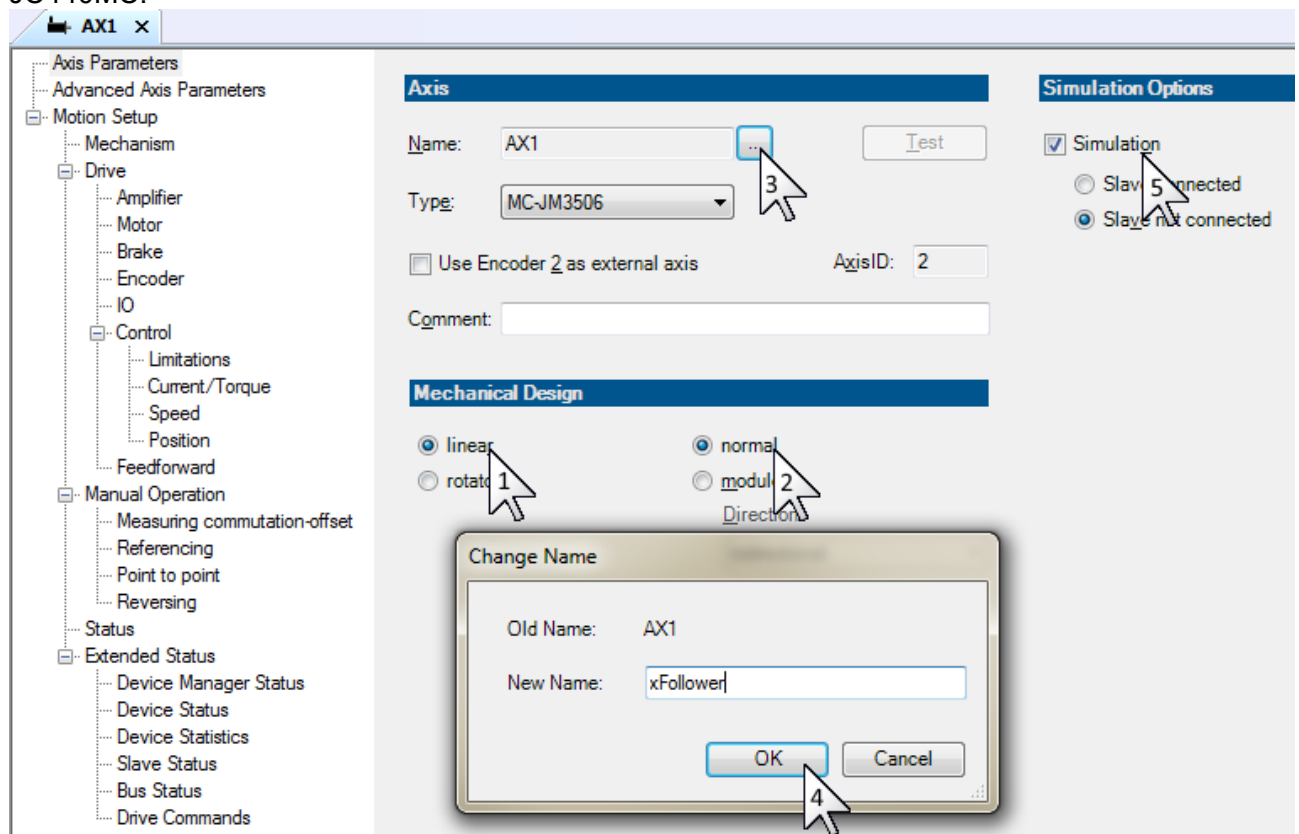 AX1 X
Axis Parameters
Advanced Axis Parameters
Motion Setup
Mechanism
Drive
Amplifier
Motor
Brake
Encoder
IO
Control
Limitations
Current/Torque
Speed
Position
Feedforward
Manual Operation
Measuring commutation-offset
Referencing
Point to point
Reversing
Status
Extended Status
Device Manager Status
Device Status
Device Statistics
Slave Status
Bus Status
Drive Commands
Axis
Name: AX1 ... Test
3
Type: MC-JM3506
Use Encoder 2 as external axis AxisID: 2
Comment:
Mechanical Design
linear normal
1 2
Simulation Options
Simulation
5
Slave not connected
Change Name
Old Name: AX1
New Name: xFollower
OK Cancel
4